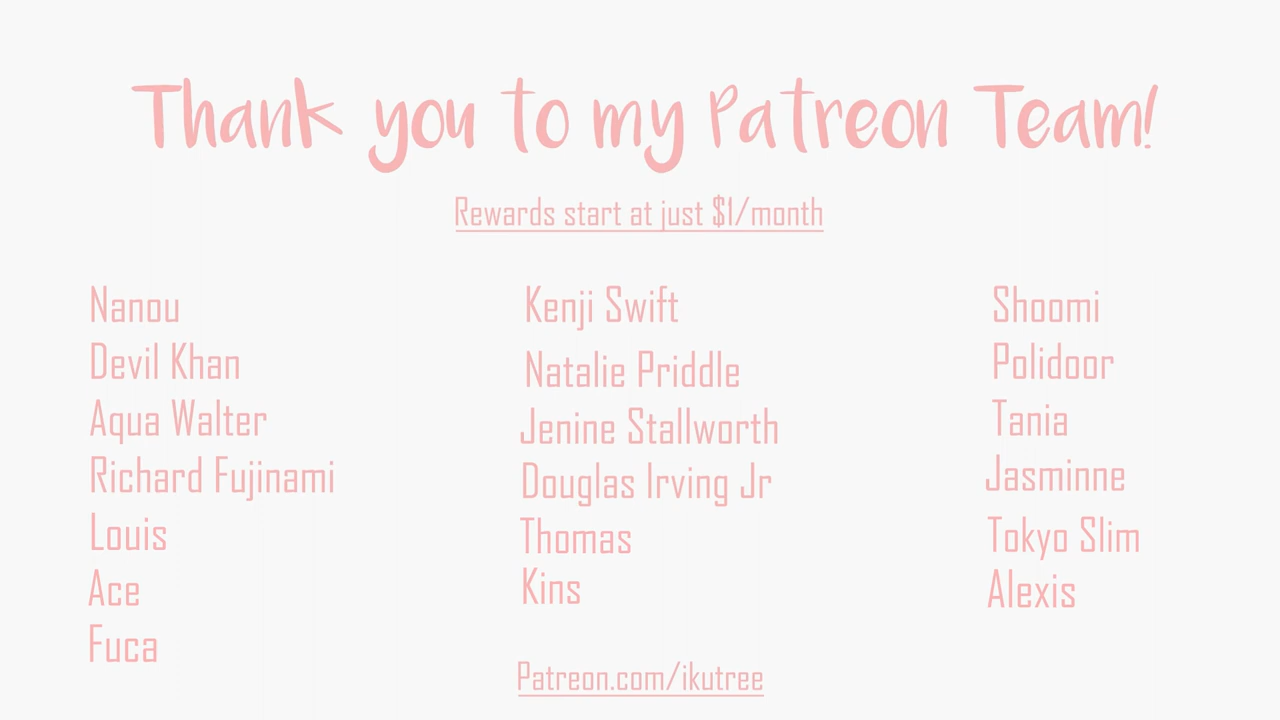 Thank you to my Patreon Team!
Rewards start at just $1/month
Nanou
Devil Khan
Aqua Walter
Richard Fujinami
Louis
Ace
Fuca
Kenji Swift
Natalie Priddle
Jenine Stallworth
Douglas Irving Jr
Thomas
Kins
Shoomi
Polidoor
Tania
Jasminne
Tokyo Slim
Alexis
Patreon.com/ikutree